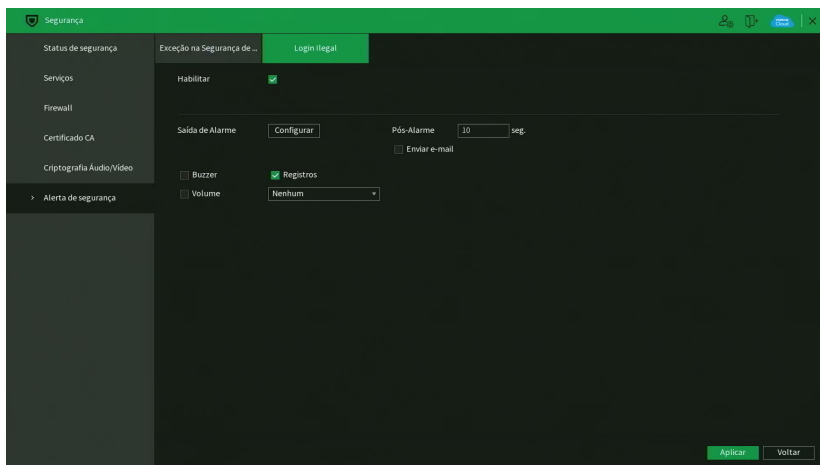 Segurança
Cloud
Status de segurança
Serviços
Firewall
Certificado CA
Criptografia Áudio/Vídeo
Alerta de segurança
Exceção na Segurança de ...
Login Ilegal
Habilitar
Saída de Alarme
Configurar
Pós-Alarme
10
seg.
Enviar e-mail
Buzzer
Registros
Volume
Nenhum
Aplicar
Voltar